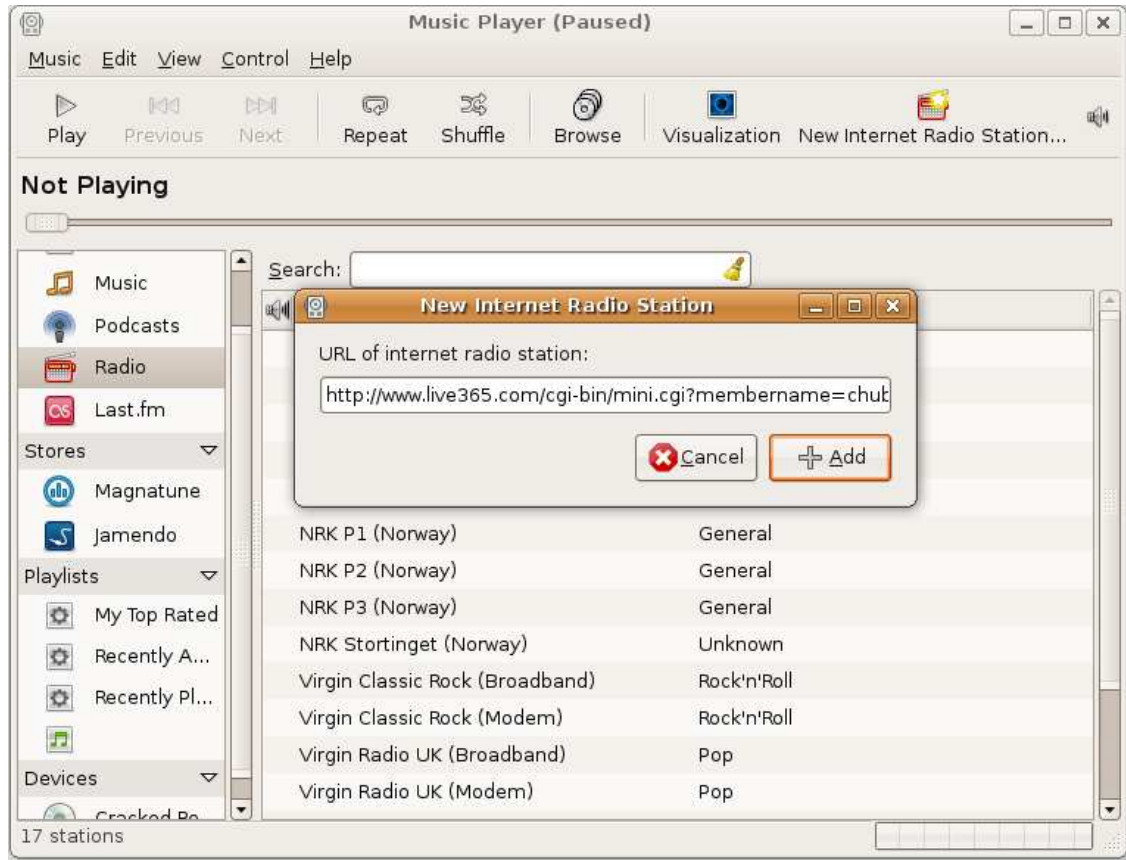 Music Player (Paused)
Music Edit View Control Help
Play Previous Next Repeat Shuffle Browse Visualization New Internet Radio Station...
Not Playing
Music
Podcasts
Radio
Last.fm
Stores
Magnatune
Jamendo
Playlists
My Top Rated
Recently A...
Recently Pl...
Devices
Cracked
Search:
New Internet Radio Station
URL of internet radio station:
http://www.live365.com/cgi-bin/mini.cgi?membername=chub
Cancel Add
NRK P1 (Norway) General
NRK P2 (Norway) General
NRK P3 (Norway) General
NRK Stortinget (Norway) Unknown
Virgin Classic Rock (Broadband) Rock'n'Roll
Virgin Classic Rock (Modem) Rock'n'Roll
Virgin Radio UK (Broadband) Pop
Virgin Radio UK (Modem) Pop
17 stations